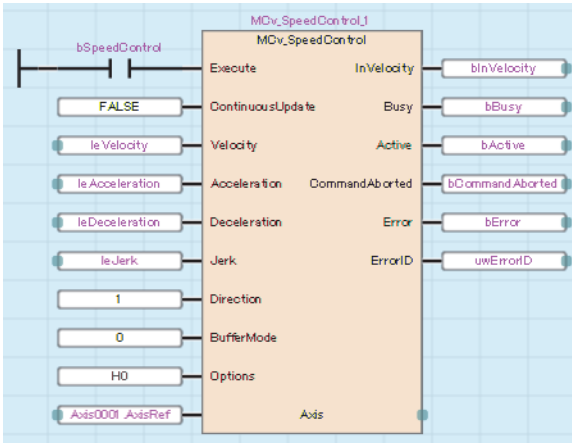 MCv_SpeedControl_1
bSpeedControl
MCv_SpeedControl
Execute InVelocity bInVelocity
FALSE ContinuousUpdate Busy bBusy
leVelocity Velocity Active bActive
leAcceleration Acceleration CommandAborted bCommandAborted
leDeceleration Deceleration Error bError
leJerk Jerk ErrorID uwErrorID
1 Direction
0 BufferMode
H0 Options
Axis0001.AxisRef Axis